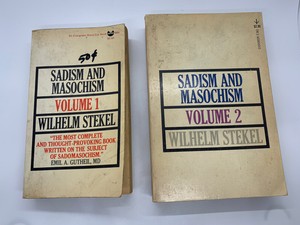 50¢
SADISM AND
MASOCHISM
VOLUME 1
WILHELM STEKEL
"THE MOST COMPLETE
AND THOUGHT-PROVOKING BOOK
WRITTEN ON THE SUBJECT
OF SADOMASOCHISM."
EMIL A. GUTHEIL, MD
SADISM AND
MASOCHISM
VOLUME 2
WILHELM STEKEL